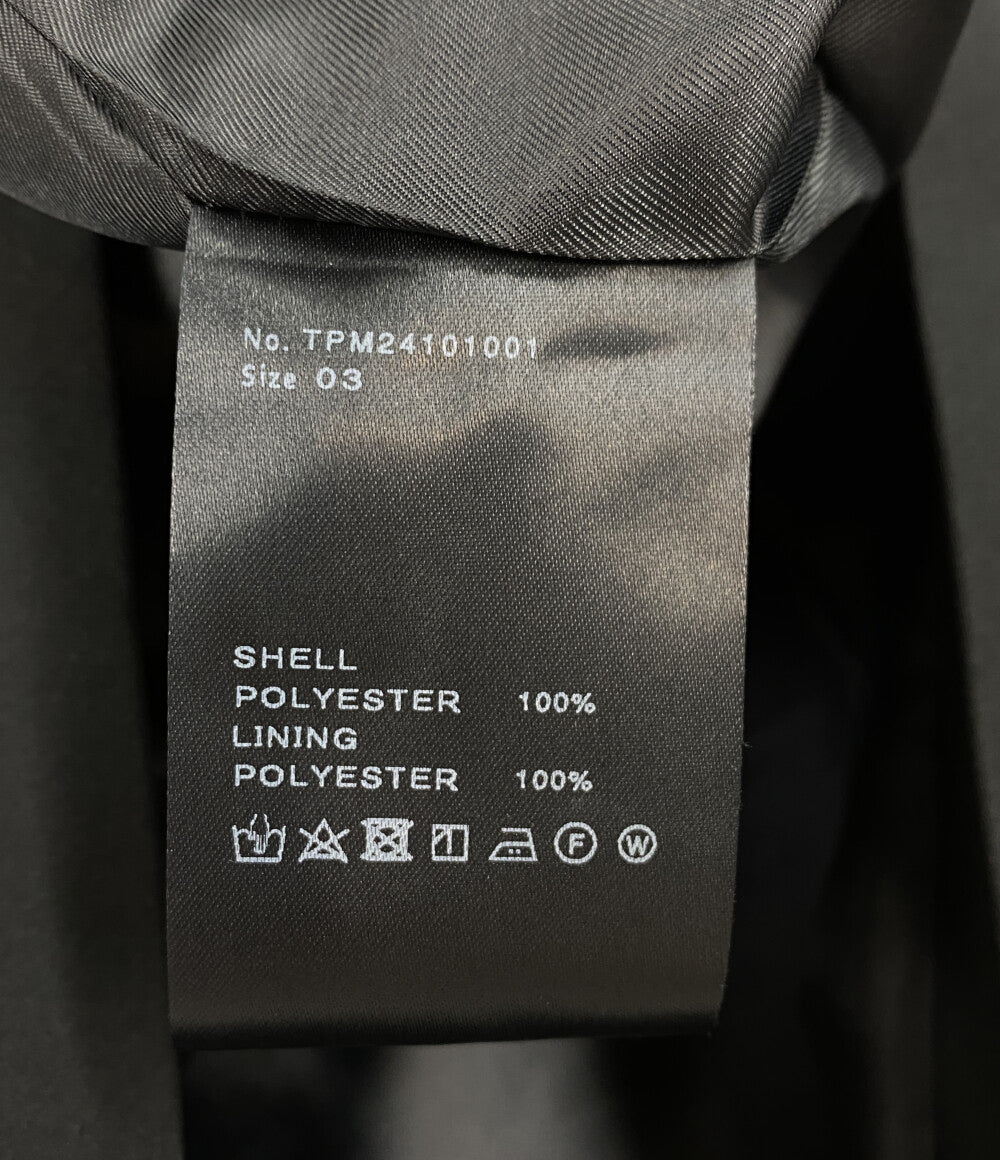 No. TPM24101001
Size 03
SHELL
POLYESTER 100%
LINING
POLYESTER 100%
F W